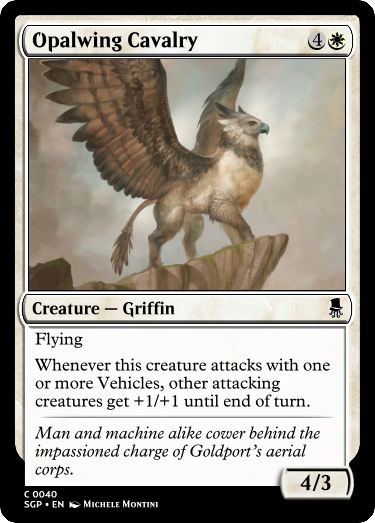 Opalwing Cavalry 4
Creature — Griffin
Flying
Whenever this creature attacks with one
or more Vehicles, other attacking
creatures get +1/+1 until end of turn.
Man and machine alike cower behind the
impassioned charge of Goldport's aerial
corps.
4/3
C 0040
SGP • EN Michele Montini